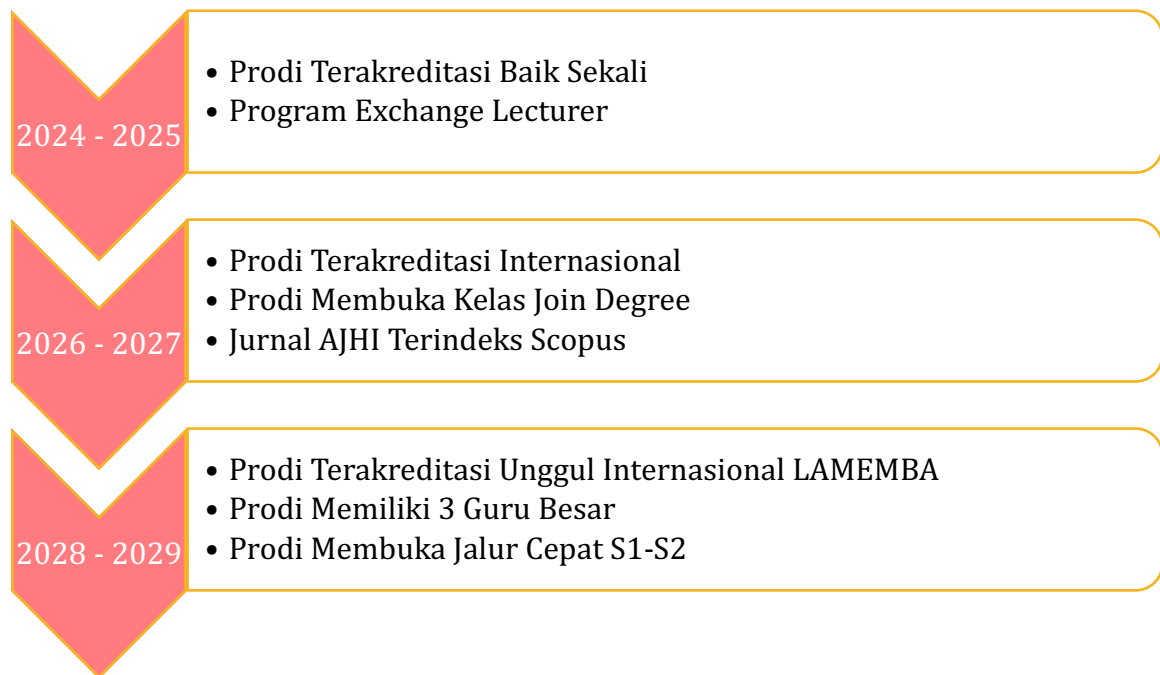 2024 - 2025
• Prodi Terakreditasi Baik Sekali
• Program Exchange Lecturer
2026 - 2027
• Prodi Terakreditasi Internasional
• Prodi Membuka Kelas Join Degree
• Jurnal AJHI Terindeks Scopus
2028 - 2029
• Prodi Terakreditasi Unggul Internasional LAMEMBA
• Prodi Memiliki 3 Guru Besar
• Prodi Membuka Jalur Cepat S1-S2